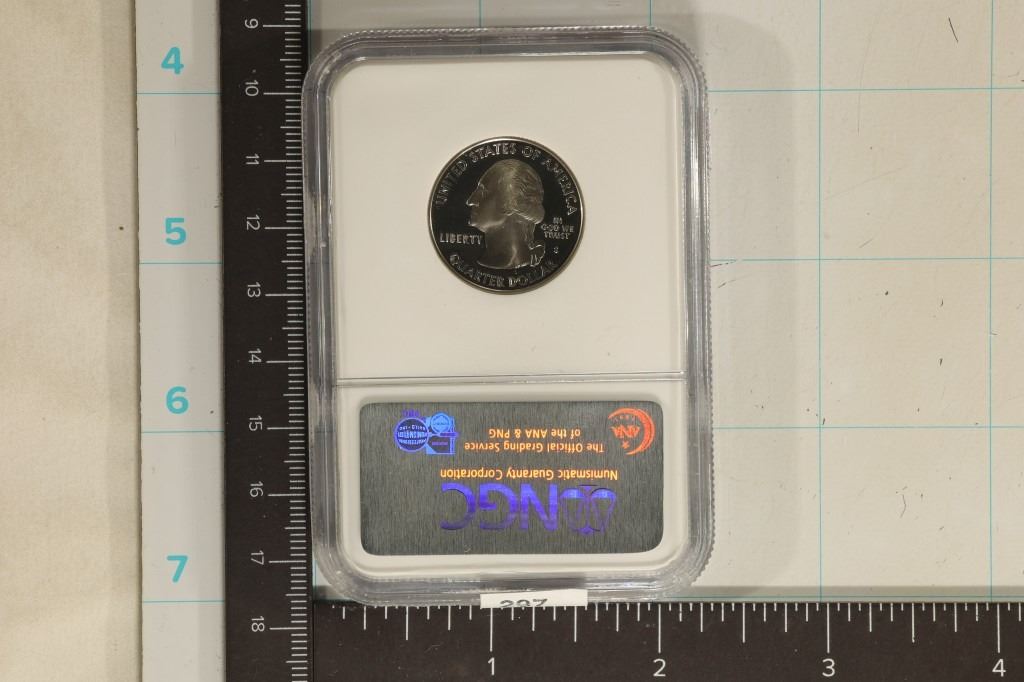 4
5
6
7
9
10
11
12
13
14
15
16
17
18
UNITED STATES OF AMERICA
LIBERTY
IN
GOD WE
TRUST
S
QUARTER DOLLAR
NGC
Numismatic Guaranty Corporation
The Official Grading Service
of the ANA & PNG
ANA
1
2
3
4